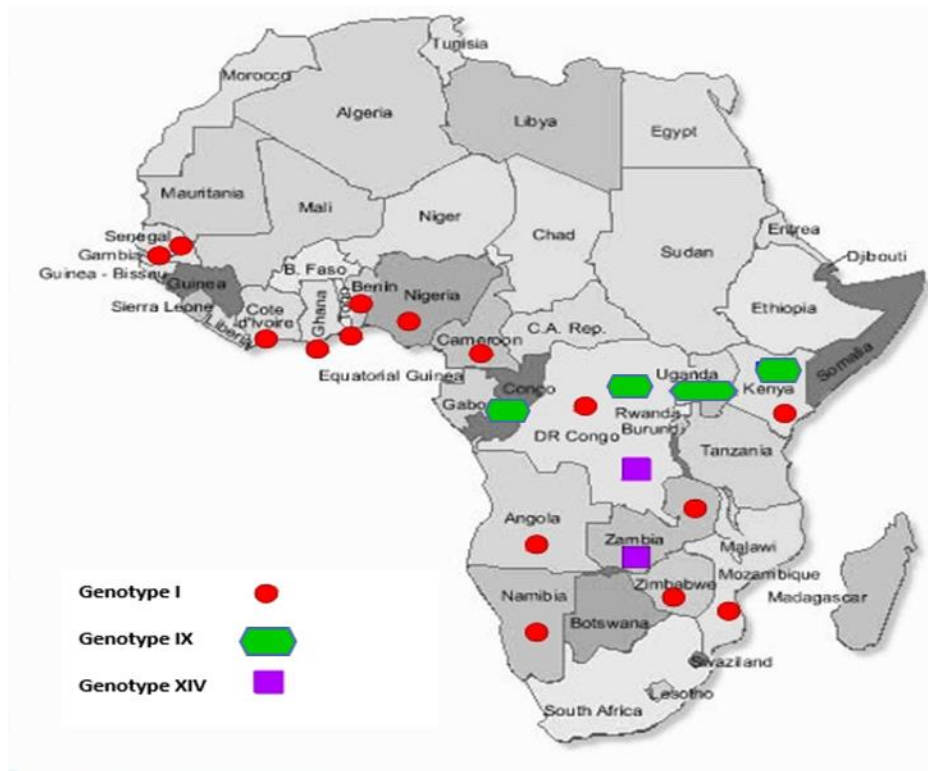 Tunisia
Morocco
Algeria
Libya
Egypt
Mauritania
Mali
Niger
Chad
Sudan
Eritrea
Djibouti
Senegal
Gambia
Guinea - Bissau
Guinea
B. Faso
Benin
Nigeria
Ethiopia
Sierra Leone
Cote
d'Ivoire
Liberia
Ghana
Togo
Cameroon
C.A. Rep.
Somalia
Equatorial Guinea
Uganda
Kenya
Congo
Gabo
Rwanda
Burundi
DR Congo
Tanzania
Angola
Zambia
Malawi
Mozambique
Madagascar
Zimbabwe
Namibia
Botswana
Swaziland
Lesotho
South Africa
Genotype I
Genotype IX
Genotype XIV